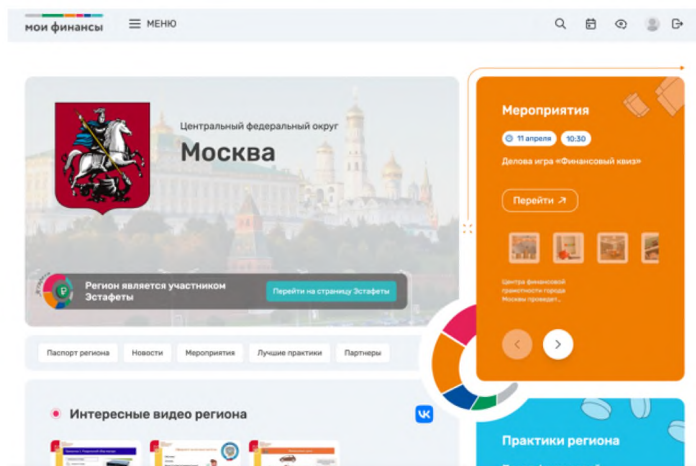 мои финансы
МЕНЮ
Центральный федеральный округ
Москва
Регион является участником
Эстафеты
Перейти на страницу Эстафеты
Мероприятия
11 апреля
10:30
Делова игра «Финансовый квиз»
Перейти
Центра финансовой
грамотности города
Москвы проведет...
Паспорт региона
Новости
Мероприятия
Лучшие практики
Партнеры
Интересные видео региона
Практики региона